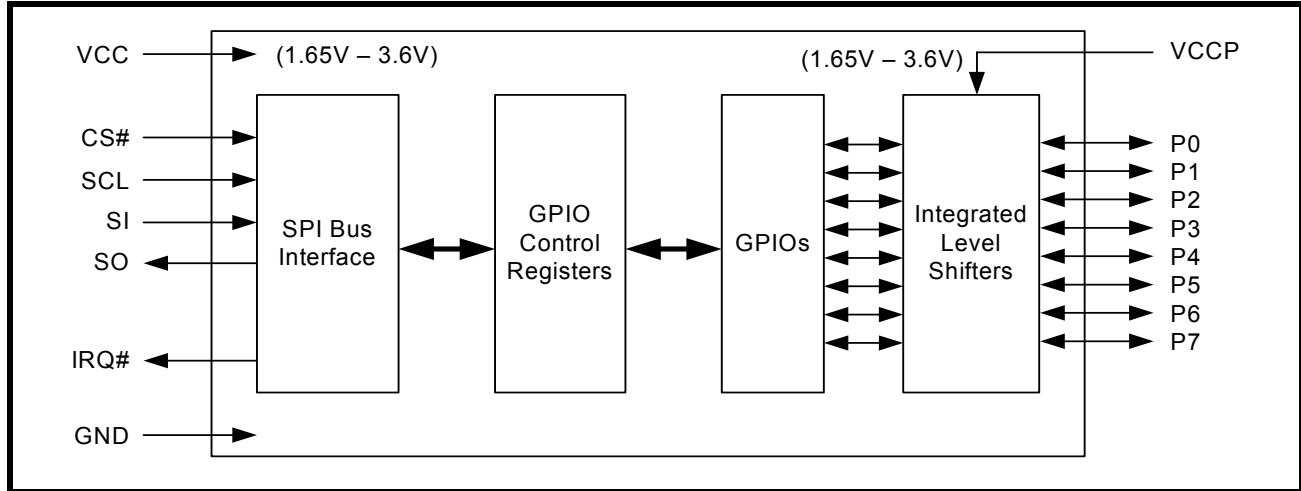 VCC
(1.65V – 3.6V)
(1.65V – 3.6V)
VCCP
CS#
SCL
SI
SO
IRQ#
GND
SPI Bus
Interface
GPIO
Control
Registers
GPIOs
Integrated
Level
Shifters
P0
P1
P2
P3
P4
P5
P6
P7